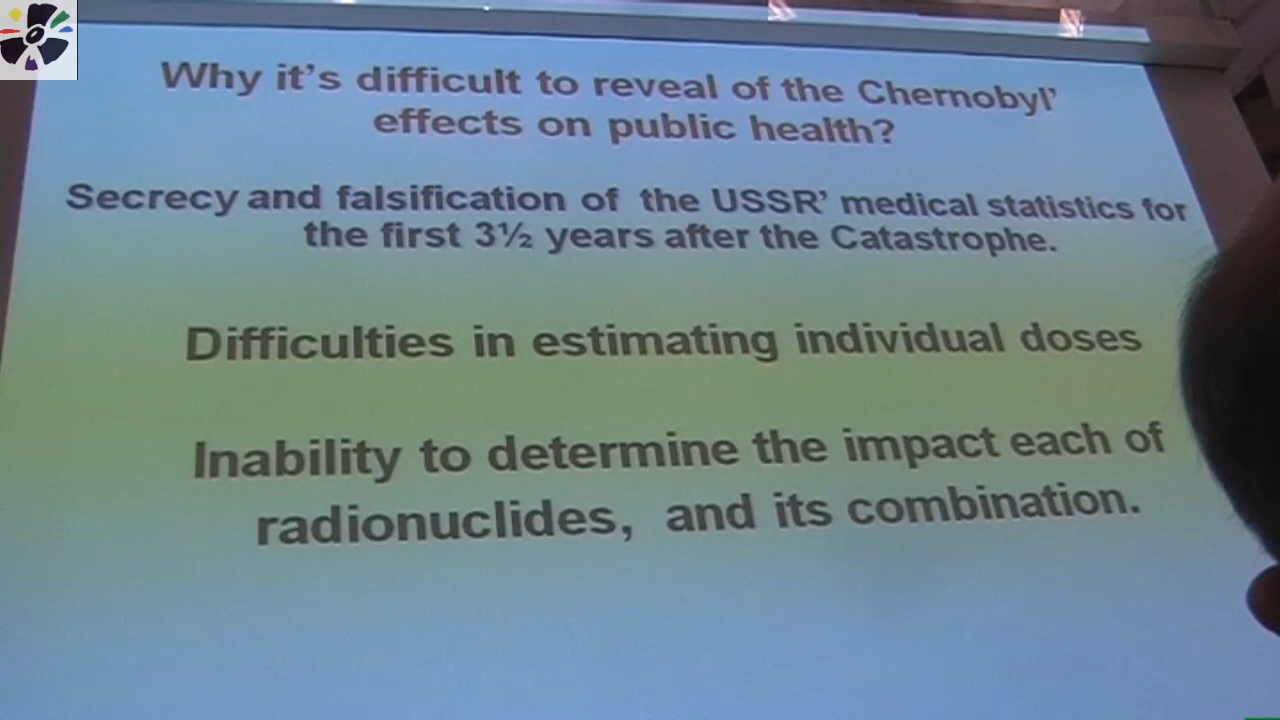 Why it's difficult to reveal of the Chernobyl'
effects on public health?
Secrecy and falsification of the USSR' medical statistics for
the first 3½ years after the Catastrophe.
Difficulties in estimating individual doses
Inability to determine the impact each of
radionuclides, and its combination.